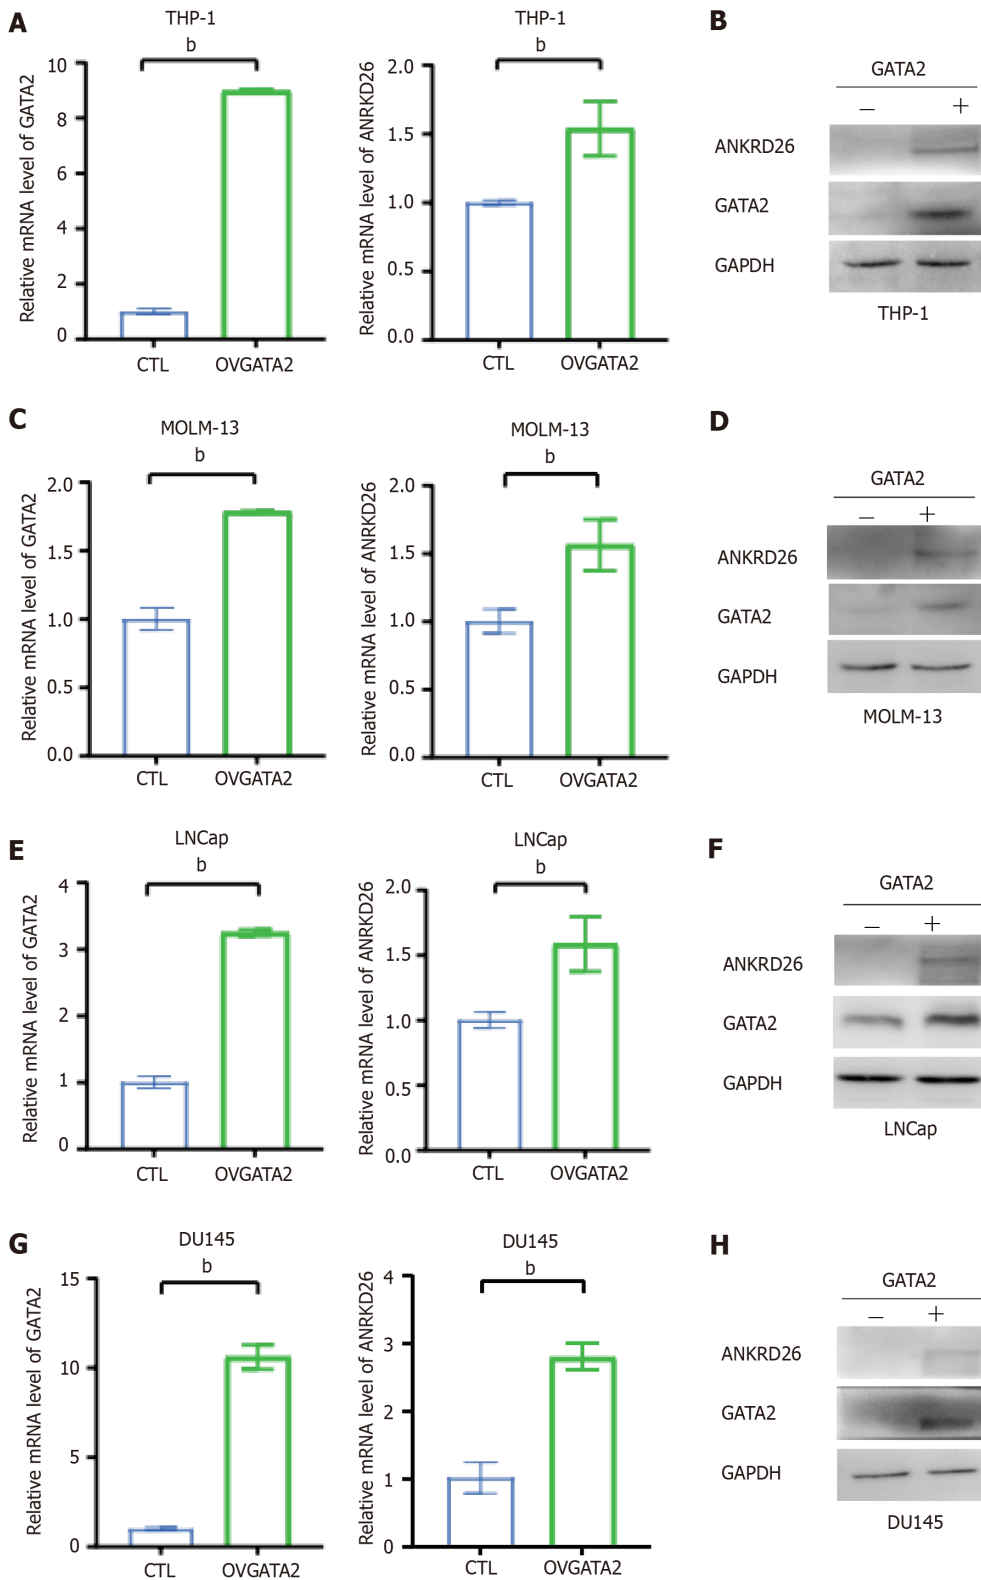 A
THP-1
b
Relative mRNA level of GATA2
10
8
6
4
2
0
CTL
OVGATA2
THP-1
b
Relative mRNA level of ANRKD26
2.0
1.5
1.0
0.5
0.0
CTL
OVGATA2
B
GATA2
– +
ANKRD26
GATA2
GAPDH
THP-1
C
MOLM-13
b
Relative mRNA level of GATA2
2.0
1.5
1.0
0.5
0.0
CTL
OVGATA2
MOLM-13
b
Relative mRNA level of ANRKD26
2.0
1.5
1.0
0.5
0.0
CTL
OVGATA2
D
GATA2
– +
ANKRD26
GATA2
GAPDH
MOLM-13
E
LNCap
b
Relative mRNA level of GATA2
4
3
2
1
0
CTL
OVGATA2
LNCap
b
Relative mRNA level of ANRKD26
2.0
1.5
1.0
0.5
0.0
CTL
OVGATA2
F
GATA2
– +
ANKRD26
GATA2
GAPDH
LNCap
G
DU145
b
Relative mRNA level of GATA2
15
10
5
0
CTL
OVGATA2
DU145
b
Relative mRNA level of ANRKD26
4
3
2
1
0
CTL
OVGATA2
H
GATA2
– +
ANKRD26
GATA2
GAPDH
DU145